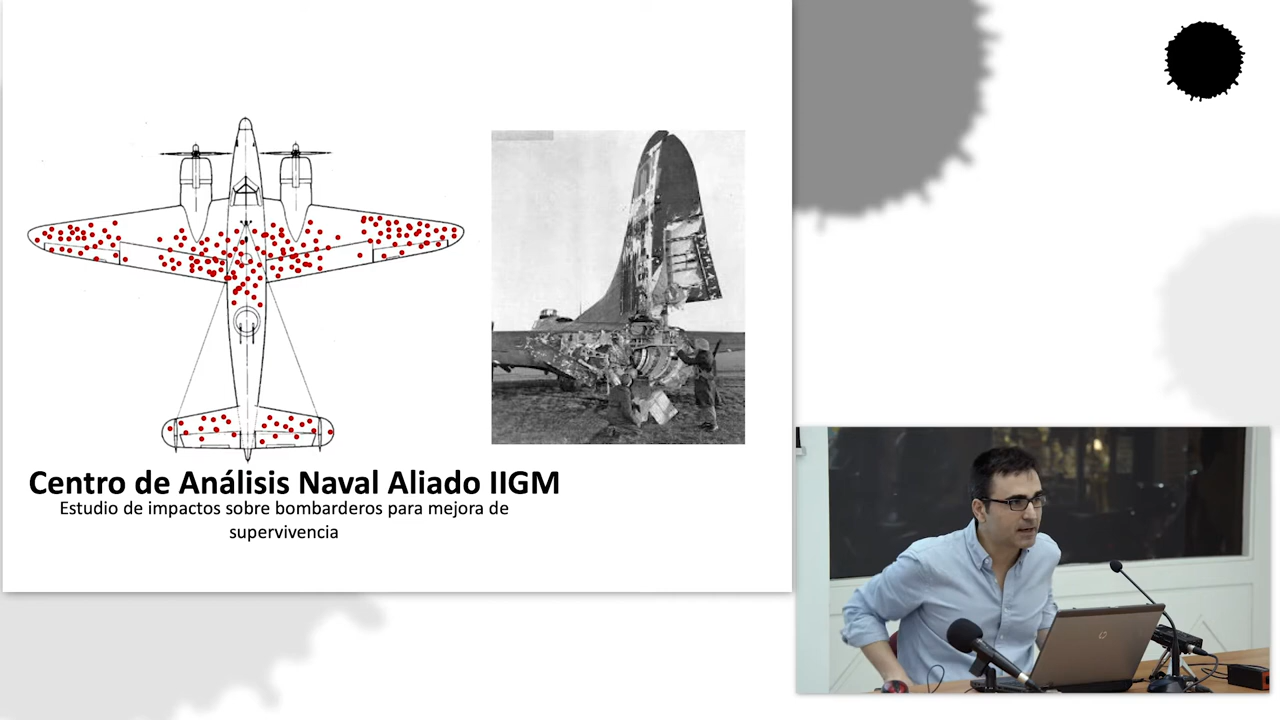 Centro de Análisis Naval Aliado IIGM
Estudio de impactos sobre bombarderos para mejora de
supervivencia